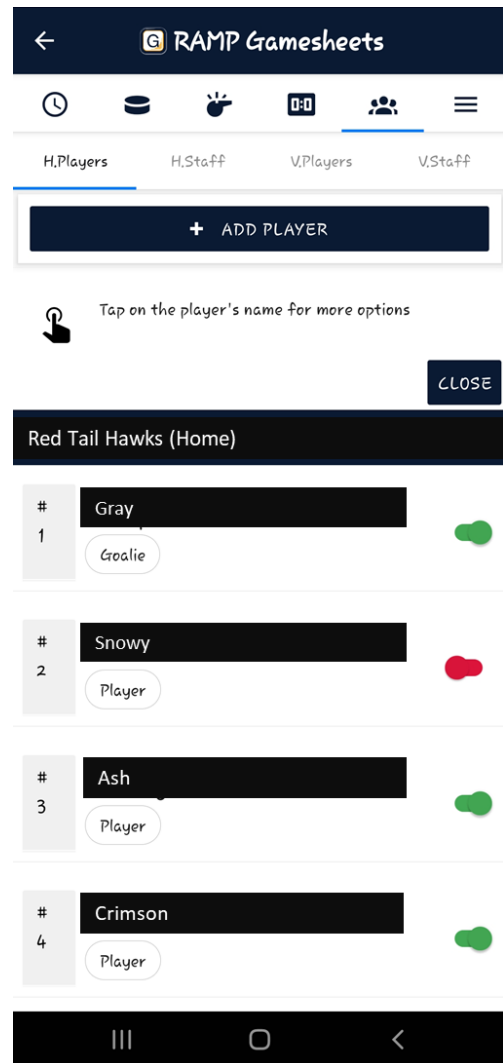 G RAMP Gamesheets
0:0
H.Players H.Staff V.Players V.Staff
+ ADD PLAYER
Tap on the player's name for more options
CLOSE
Red Tail Hawks (Home)
#
1
Gray
Goalie
#
2
Snowy
Player
#
3
Ash
Player
#
4
Crimson
Player